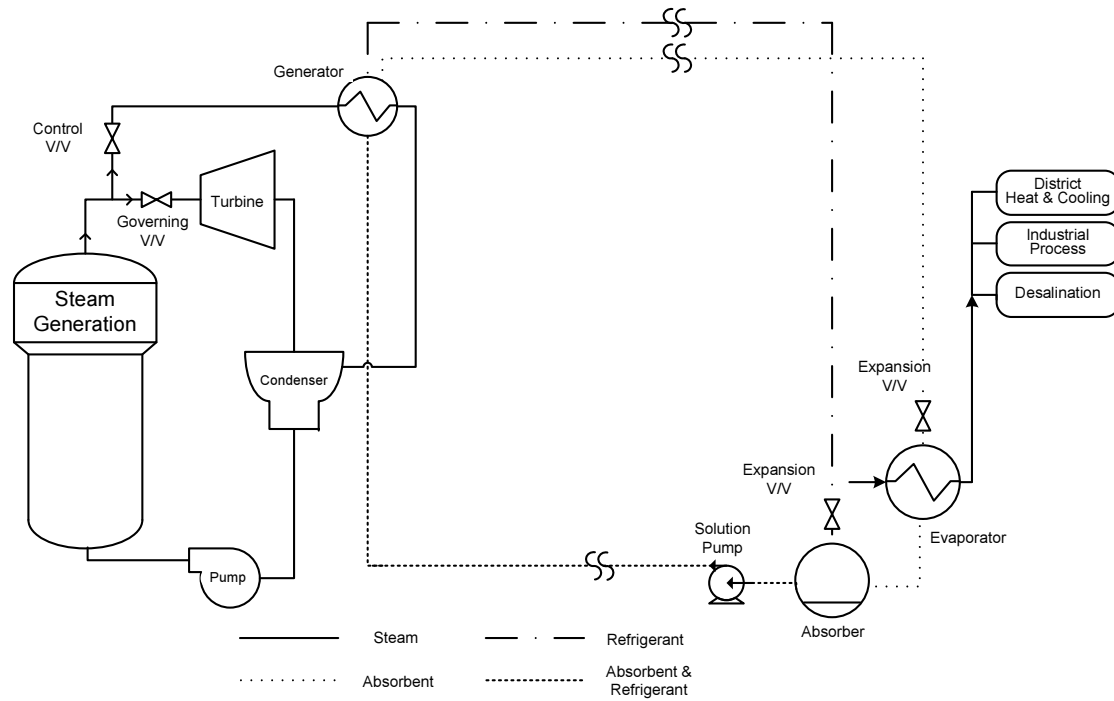 Generator
Control
V/V
Turbine
Governing
V/V
District
Heat & Cooling
Industrial
Process
Desalination
Steam
Generation
Condenser
Expansion
V/V
Expansion
V/V
Solution
Pump
Evaporator
Pump
Absorber
Steam
Refrigerant
Absorbent
Absorbent &
Refrigerant